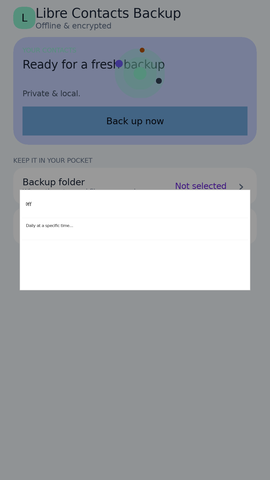 L
Libre Contacts Backup
Offline & encrypted
Ready for a fresh backup
Private & local.
Back up now
KEEP IT IN YOUR POCKET
Backup folder
Not selected
Daily at a specific time…